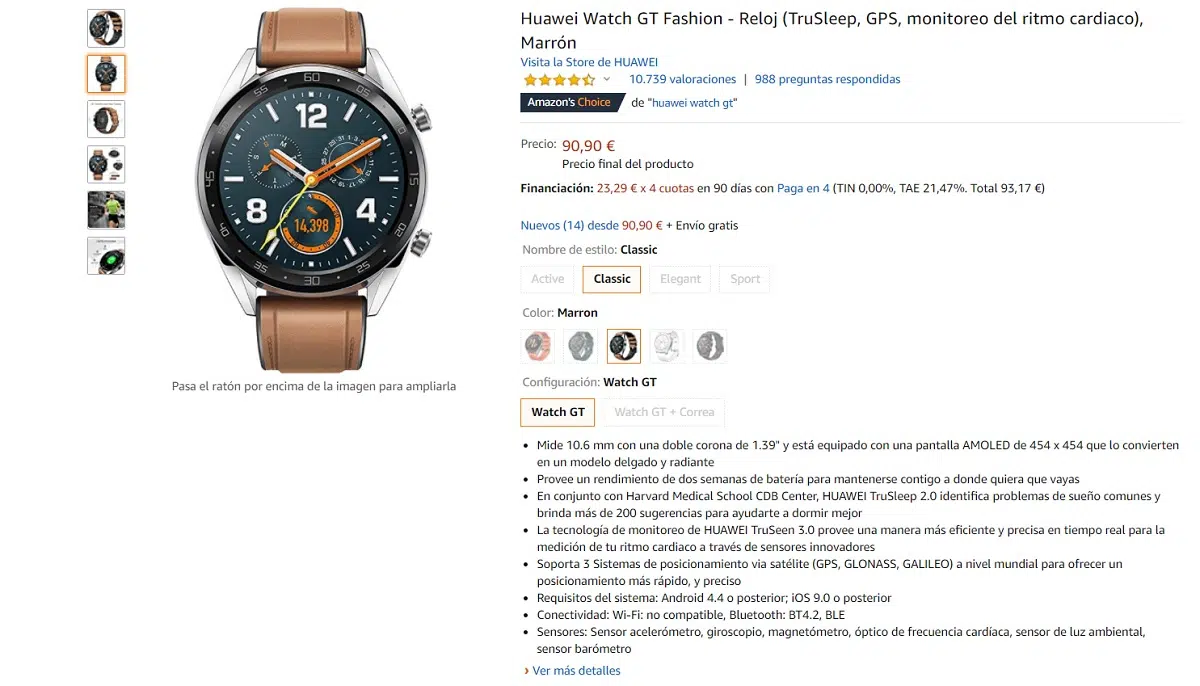 Huawei Watch GT Fashion - Reloj (TruSleep, GPS, monitoreo del ritmo cardiaco),
Marrón
Visita la Store de HUAWEI
10.739 valoraciones | 988 preguntas respondidas
Amazon's Choice de "huawei watch gt"
Precio: 90,90 €
Precio final del producto
Financiación: 23,29 € x 4 cuotas en 90 días con Paga en 4 (TIN 0,00%, TAE 21,47%. Total 93,17 €)
Nuevos (14) desde 90,90 € + Envío gratis
Nombre de estilo: Classic
Active Classic Elegant Sport
Color: Marron
Configuración: Watch GT
Watch GT Watch GT + Correa
Mide 10.6 mm con una doble corona de 1.39" y está equipado con una pantalla AMOLED de 454 x 454 que lo convierten
en un modelo delgado y radiante
Provee un rendimiento de dos semanas de batería para mantenerse contigo a donde quiera que vayas
En conjunto con Harvard Medical School CDB Center, HUAWEI TruSleep 2.0 identifica problemas de sueño comunes y
brinda más de 200 sugerencias para ayudarte a dormir mejor
La tecnología de monitoreo de HUAWEI TruSeen 3.0 provee una manera más eficiente y precisa en tiempo real para la
medición de tu ritmo cardiaco a través de sensores innovadores
Soporta 3 Sistemas de posicionamiento via satélite (GPS, GLONASS, GALILEO) a nivel mundial para ofrecer un
posicionamiento más rápido, y preciso
Requisitos del sistema: Android 4.4 o posterior; iOS 9.0 o posterior
Conectividad: Wi-Fi: no compatible, Bluetooth: BT4.2, BLE
Sensores: Sensor acelerómetro, giroscopio, magnetómetro, óptico de frecuencia cardíaca, sensor de luz ambiental,
sensor barómetro
› Ver más detalles
60
55 05
12
45 15
8 4
14,398
40 20
35 25
30
Pasa el ratón por encima de la imagen para ampliarla